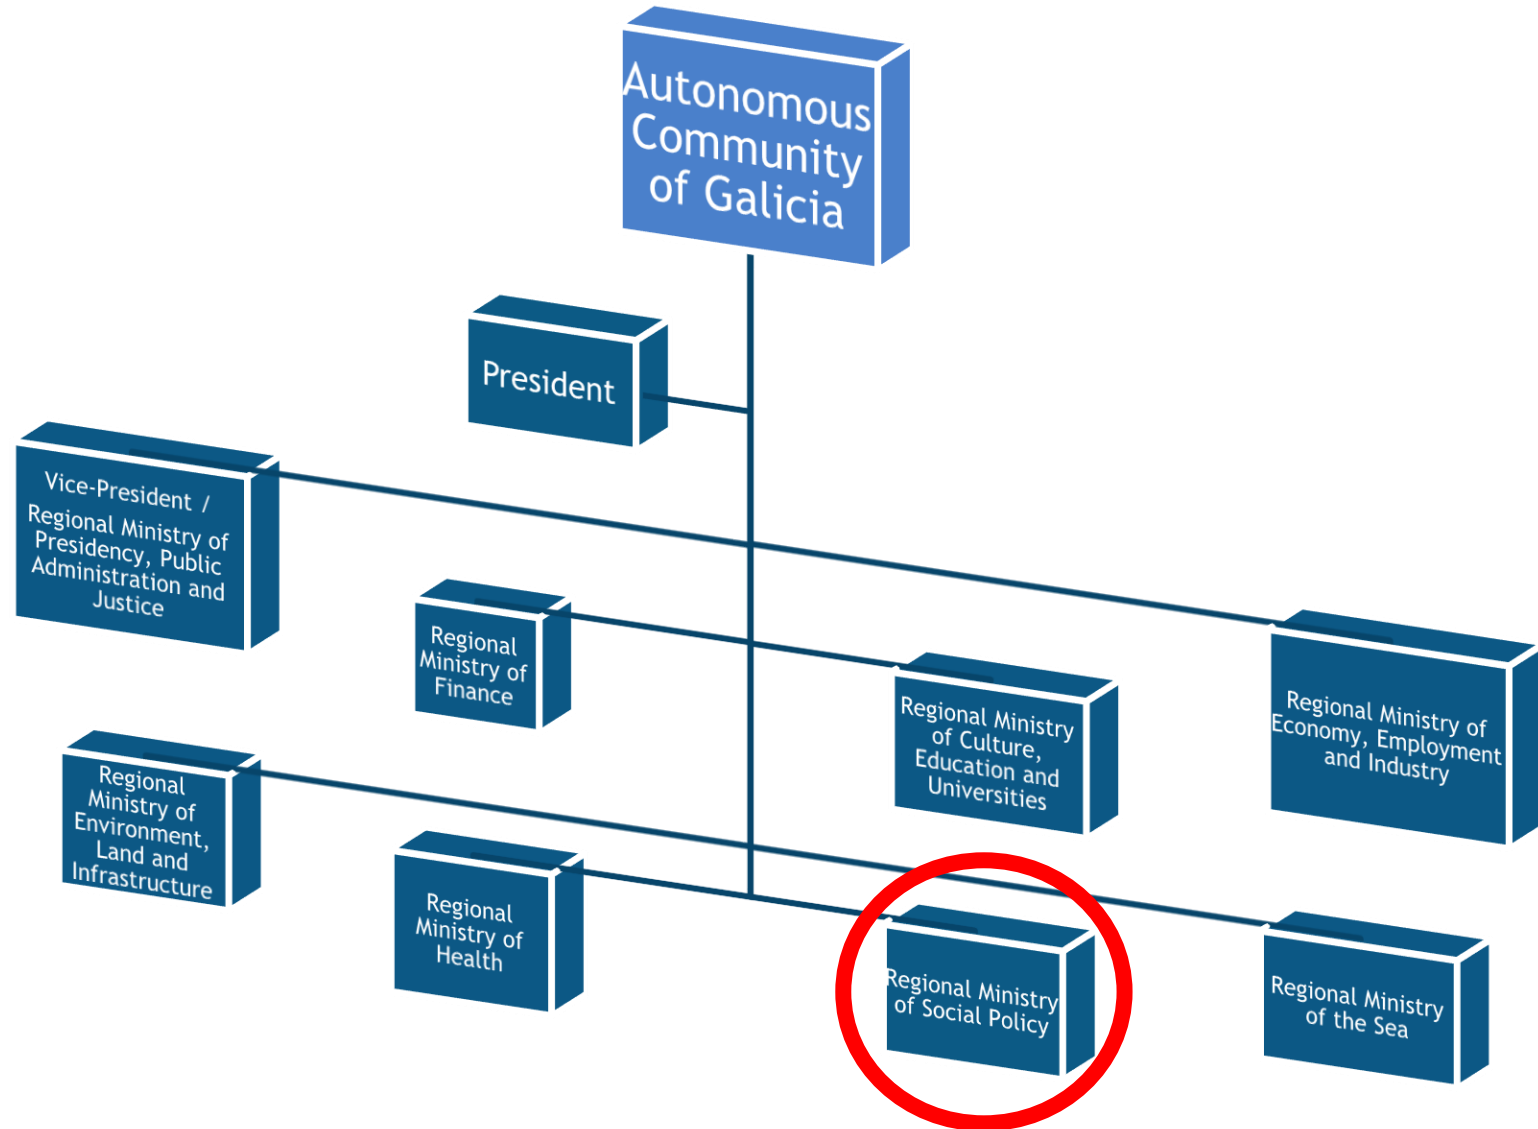 Autonomous
Community
of Galicia
President
Vice-President /
Regional Ministry of
Presidency, Public
Administration and
Justice
Regional
Ministry of
Finance
Regional Ministry
of Culture,
Education and
Universities
Regional Ministry of
Economy, Employment
and Industry
Regional
Ministry of
Environment,
Land and
Infrastructure
Regional
Ministry of
Health
Regional Ministry
of Social Policy
Regional Ministry
of the Sea